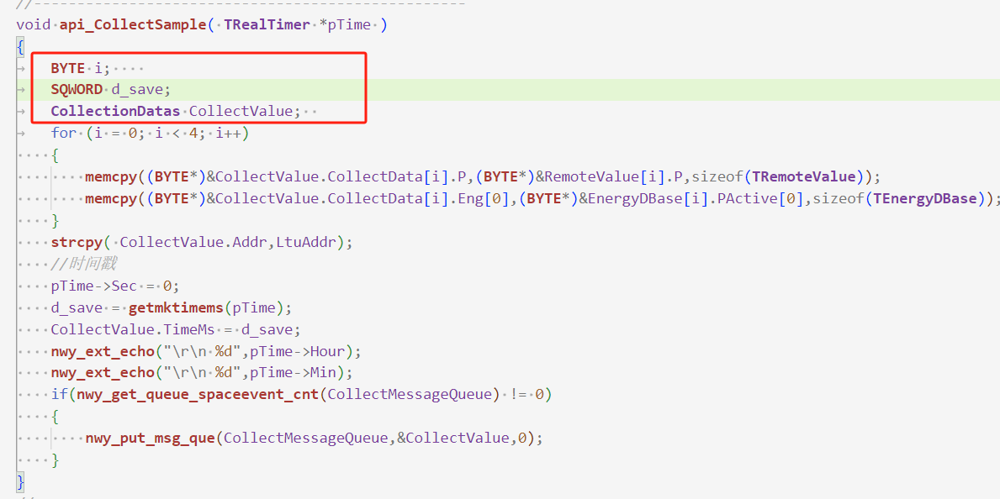 //--------------------------------------------------
void api_CollectSample( TRealTimer *pTime )
{
BYTE i;
SQWORD d_save;
CollectionDatas CollectValue;
for (i = 0; i < 4; i++)
{
memcpy((BYTE*)&CollectValue.CollectData[i].P,(BYTE*)&RemoteValue[i].P,sizeof(TRemoteValue));
memcpy((BYTE*)&CollectValue.CollectData[i].Eng[0],(BYTE*)&EnergyDBase[i].PActive[0],sizeof(TEnergyDBase));
}
strcpy( CollectValue.Addr,LtuAddr);
//时间戳
pTime->Sec = 0;
d_save = getmktimems(pTime);
CollectValue.TimeMs = d_save;
nwy_ext_echo("\r\n %d",pTime->Hour);
nwy_ext_echo("\r\n %d",pTime->Min);
if(nwy_get_queue_spaceevent_cnt(CollectMessageQueue) != 0)
{
nwy_put_msg_que(CollectMessageQueue,&CollectValue,0);
}
}